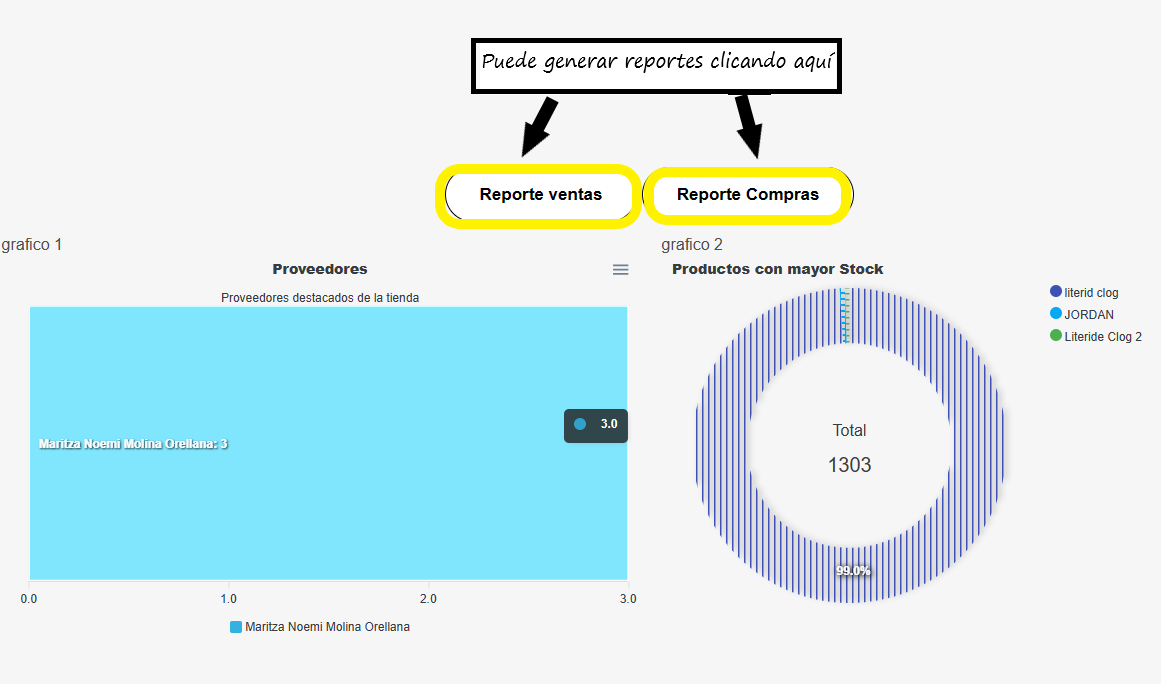 Puede generar reportes clicando aquí
Reporte ventas
Reporte Compras
grafico 1
Proveedores
Proveedores destacados de la tienda
Maritza Noemi Molina Orellana: 3
3.0
0.0
1.0
2.0
3.0
Maritza Noemi Molina Orellana
grafico 2
Productos con mayor Stock
literid clog
JORDAN
Literide Clog 2
Total
1303
99.0%